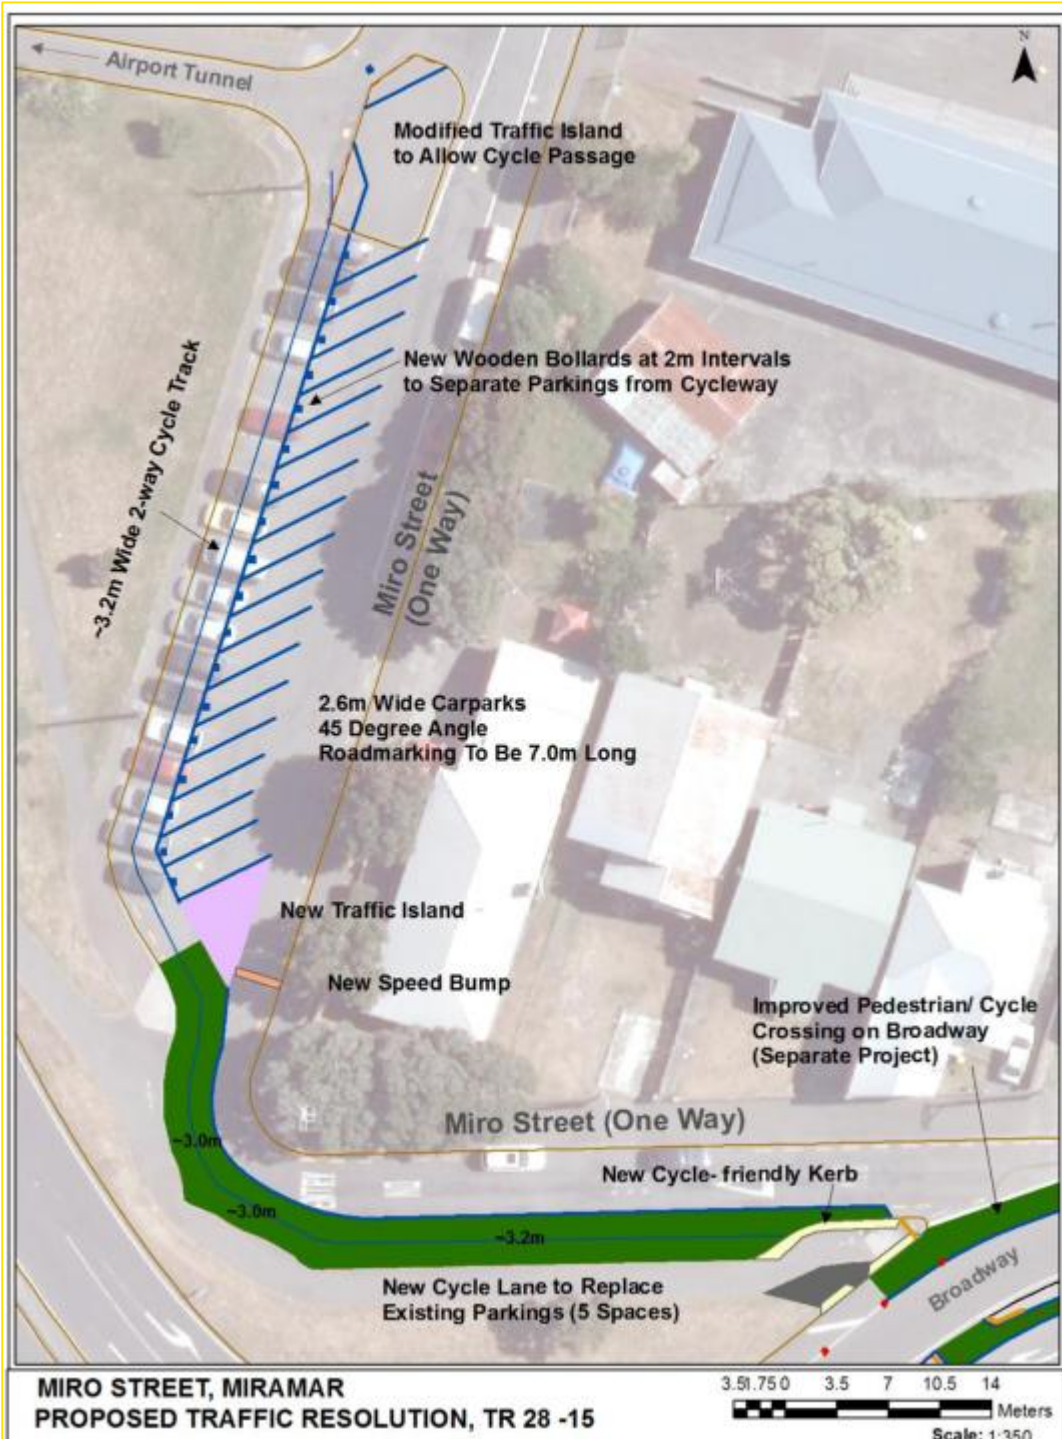 N
Airport Tunnel
Modified Traffic Island
to Allow Cycle Passage
New Wooden Bollards at 2m Intervals
to Separate Parkings from Cycleway
~3.2m Wide 2-way Cycle Track
Miro Street
(One Way)
2.6m Wide Carparks
45 Degree Angle
Roadmarking To Be 7.0m Long
New Traffic Island
New Speed Bump
Improved Pedestrian/ Cycle
Crossing on Broadway
(Separate Project)
Miro Street (One Way)
~3.0m
New Cycle- friendly Kerb
~3.0m
~3.2m
Broadway
New Cycle Lane to Replace
Existing Parkings (5 Spaces)
MIRO STREET, MIRAMAR
PROPOSED TRAFFIC RESOLUTION, TR 28 -15
3.5 1.75 0 3.5 7 10.5 14
Meters
Scale: 1:350